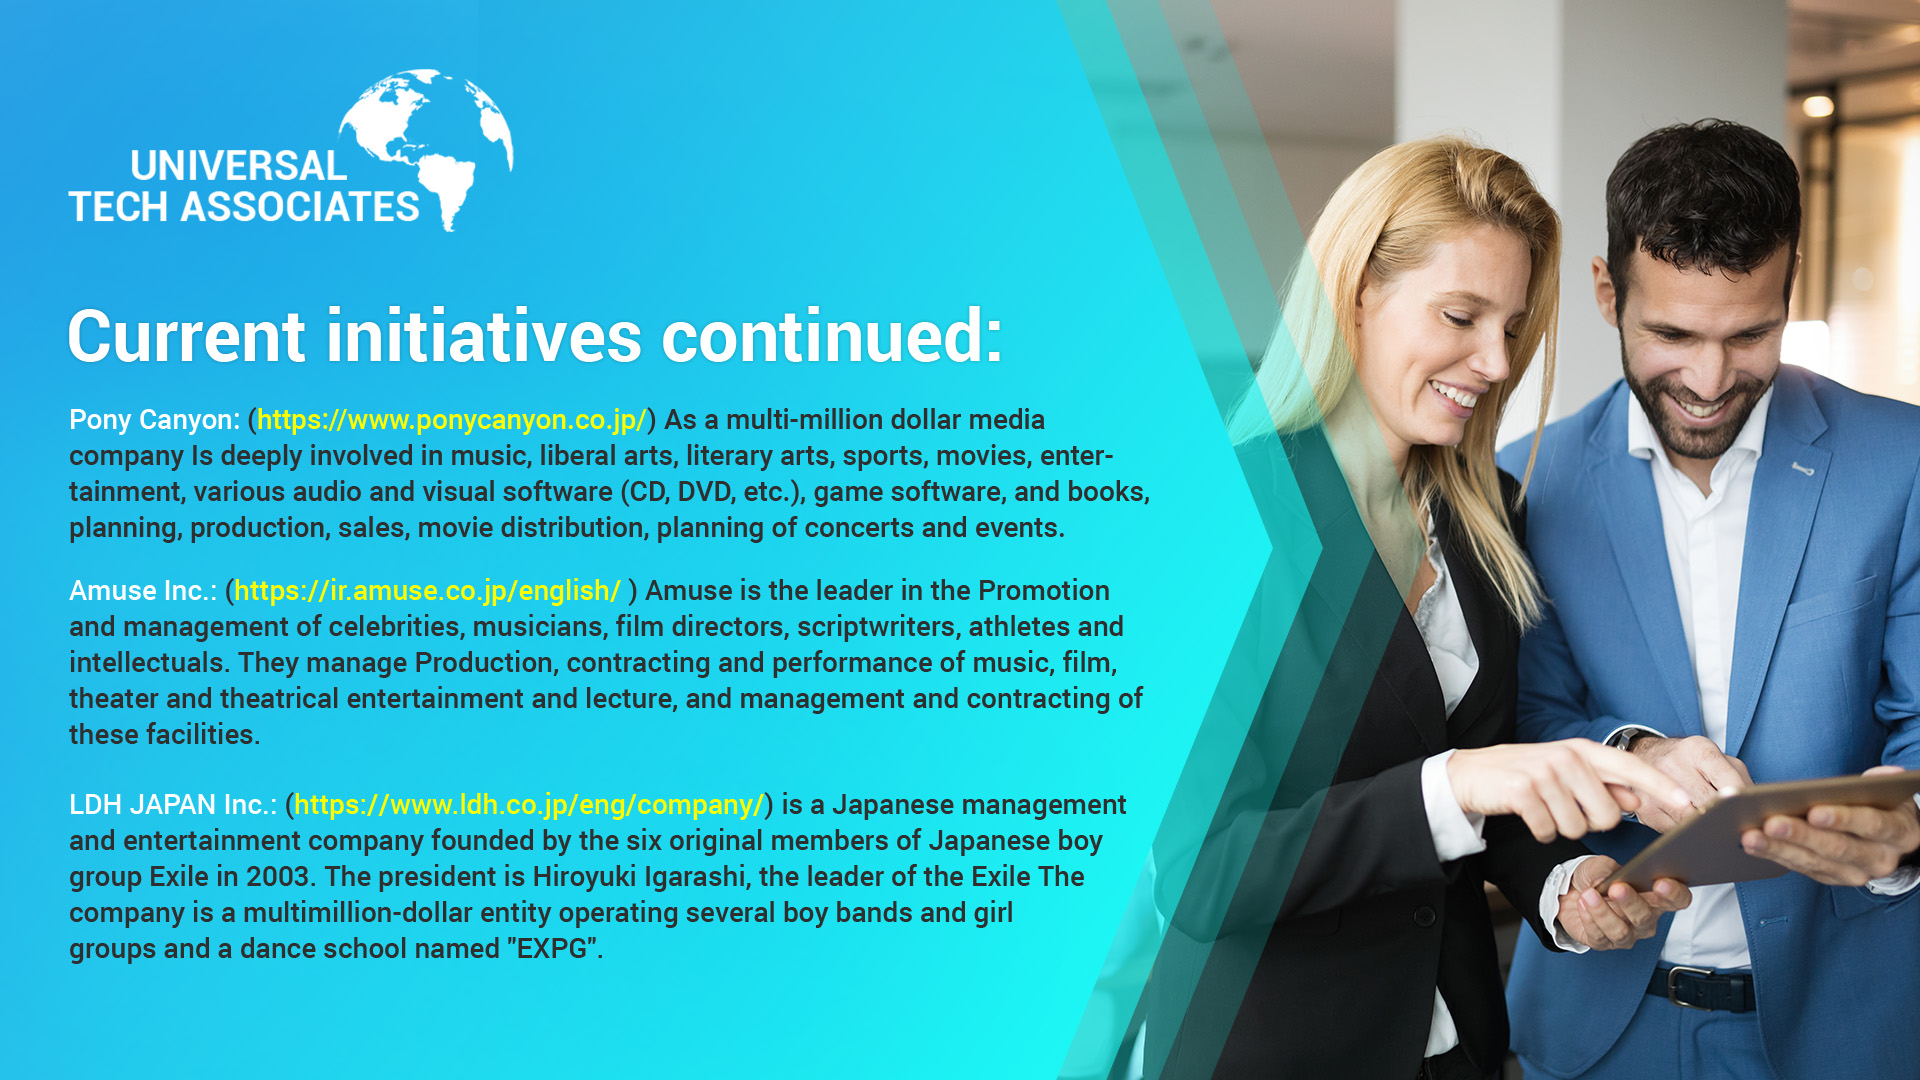 UNIVERSAL
TECH ASSOCIATES
Current initiatives continued:
Pony Canyon: (https://www.ponycanyon.co.jp/) As a multi-million dollar media
company Is deeply involved in music, liberal arts, literary arts, sports, movies, enter-
tainment, various audio and visual software (CD, DVD, etc.), game software, and books,
planning, production, sales, movie distribution, planning of concerts and events.
Amuse Inc.: (https://ir.amuse.co.jp/english/ ) Amuse is the leader in the Promotion
and management of celebrities, musicians, film directors, scriptwriters, athletes and
intellectuals. They manage Production, contracting and performance of music, film,
theater and theatrical entertainment and lecture, and management and contracting of
these facilities.
LDH JAPAN Inc.: (https://www.ldh.co.jp/eng/company/) is a Japanese management
and entertainment company founded by the six original members of Japanese boy
group Exile in 2003. The president is Hiroyuki Igarashi, the leader of the Exile The
company is a multimillion-dollar entity operating several boy bands and girl
groups and a dance school named "EXPG".